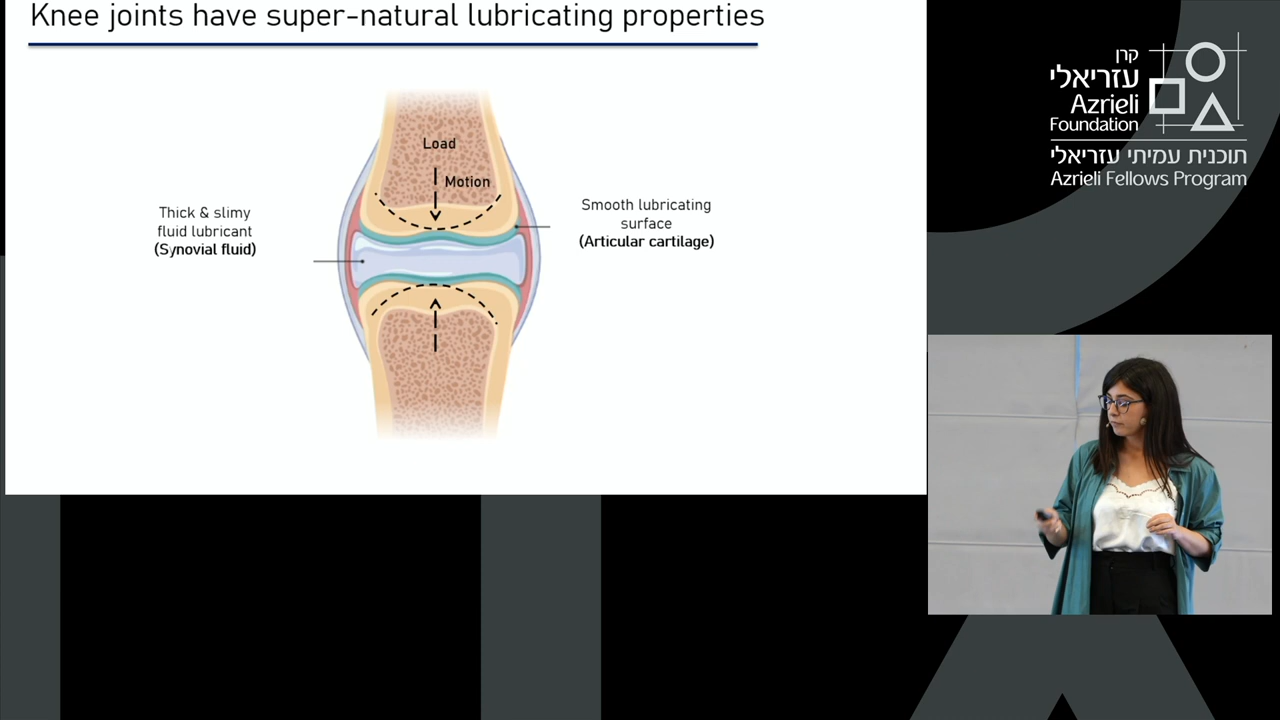 Knee joints have super-natural lubricating properties
Load
Motion
Thick & slimy
fluid lubricant
(Synovial fluid)
Smooth lubricating
surface
(Articular cartilage)
קרן
עזריאלי
Azrieli
Foundation
תוכנית עמיתי עזריאלי
Azrieli Fellows Program